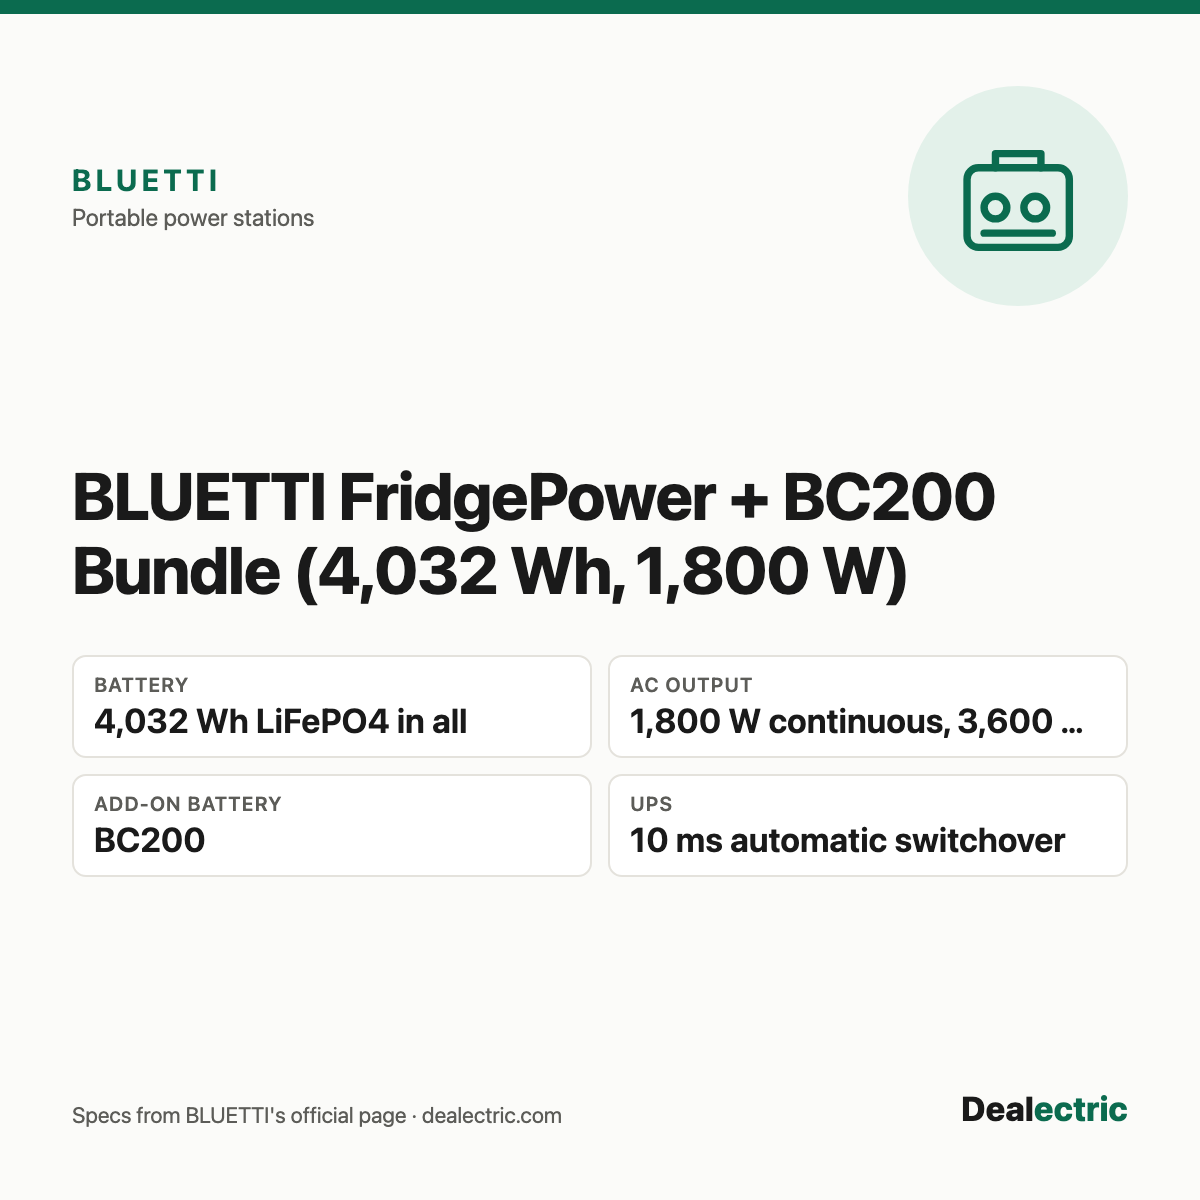 BLUETTI
Portable power stations
BLUETTI FridgePower + BC200
Bundle (4,032 Wh, 1,800 W)
BATTERY
4,032 Wh LiFePO4 in all
AC OUTPUT
1,800 W continuous, 3,600 ...
ADD-ON BATTERY
BC200
UPS
10 ms automatic switchover
Specs from BLUETTI's official page · dealectric.com
Dealectric